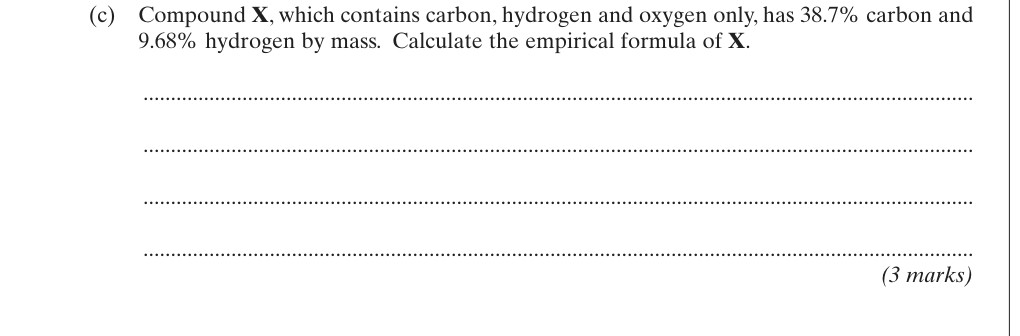 (c) Compound X, which contains carbon, hydrogen and oxygen only, has 38.7% carbon and
9.68% hydrogen by mass. Calculate the empirical formula of X.
(3 marks)